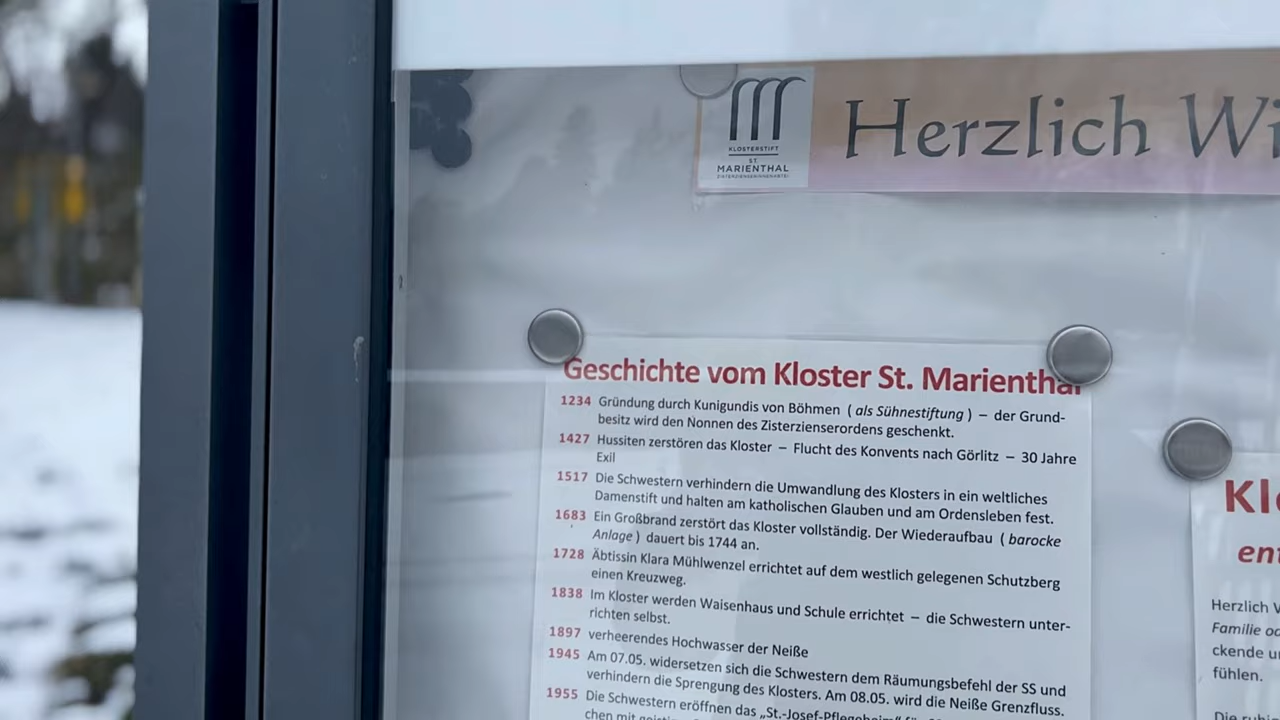 KLOSTERSTIFT
ST.
MARIENTHAL
ZISTERZIENSERINNENABTEI
Herzlich Wi
Geschichte vom Kloster St. Marienthal
1234 Gründung durch Kunigundis von Böhmen ( als Sühnestiftung ) – der Grund-
besitz wird den Nonnen des Zisterzienserordens geschenkt.
1427 Hussiten zerstören das Kloster – Flucht des Konvents nach Görlitz – 30 Jahre
Exil
1517 Die Schwestern verhindern die Umwandlung des Klosters in ein weltliches
Damenstift und halten am katholischen Glauben und am Ordensleben fest.
1683 Ein Großbrand zerstört das Kloster vollständig. Der Wiederaufbau ( barocke
Anlage ) dauert bis 1744 an.
1728 Äbtissin Klara Mühlwenzel errichtet auf dem westlich gelegenen Schutzberg
einen Kreuzweg.
1838 Im Kloster werden Waisenhaus und Schule errichtet – die Schwestern unter-
richten selbst.
1897 verheerendes Hochwasser der Neiße
1945 Am 07.05. widersetzen sich die Schwestern dem Räumungsbefehl der SS und
verhindern die Sprengung des Klosters. Am 08.05. wird die Neiße Grenzfluss.
1955 Die Schwestern eröffnen das „St.-Josef-Pflegeheim“
chen mit
Kl
ent
Herzlich
Familie
ckende
fühlen.
Die